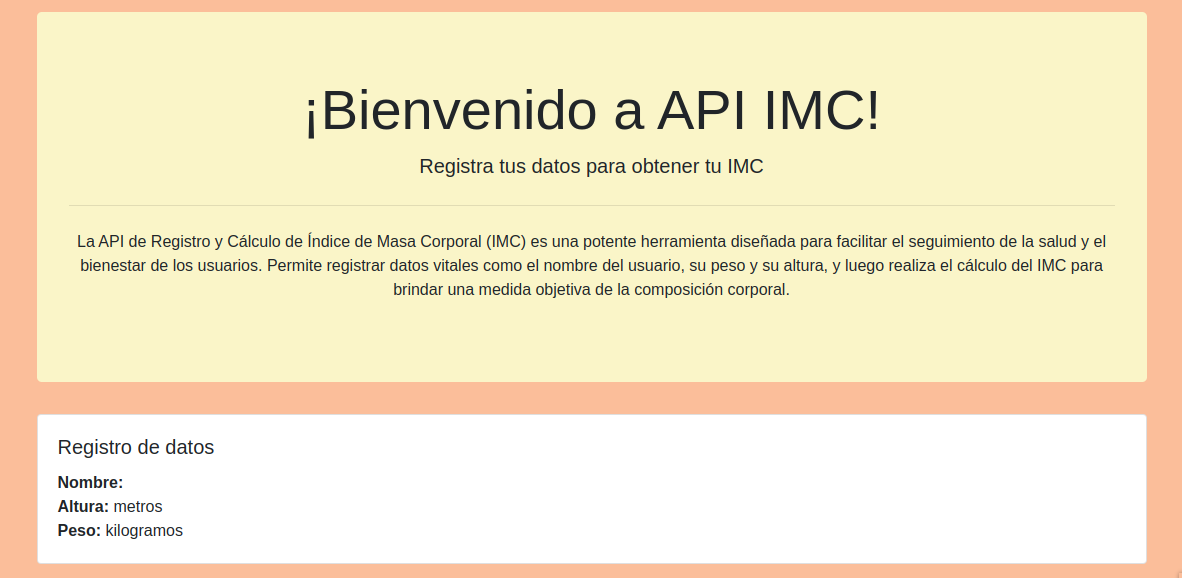 ¡Bienvenido a API IMC!
Registra tus datos para obtener tu IMC
La API de Registro y Cálculo de Índice de Masa Corporal (IMC) es una potente herramienta diseñada para facilitar el seguimiento de la salud y el
bienestar de los usuarios. Permite registrar datos vitales como el nombre del usuario, su peso y su altura, y luego realiza el cálculo del IMC para
brindar una medida objetiva de la composición corporal.
Registro de datos
Nombre:
Altura: metros
Peso: kilogramos